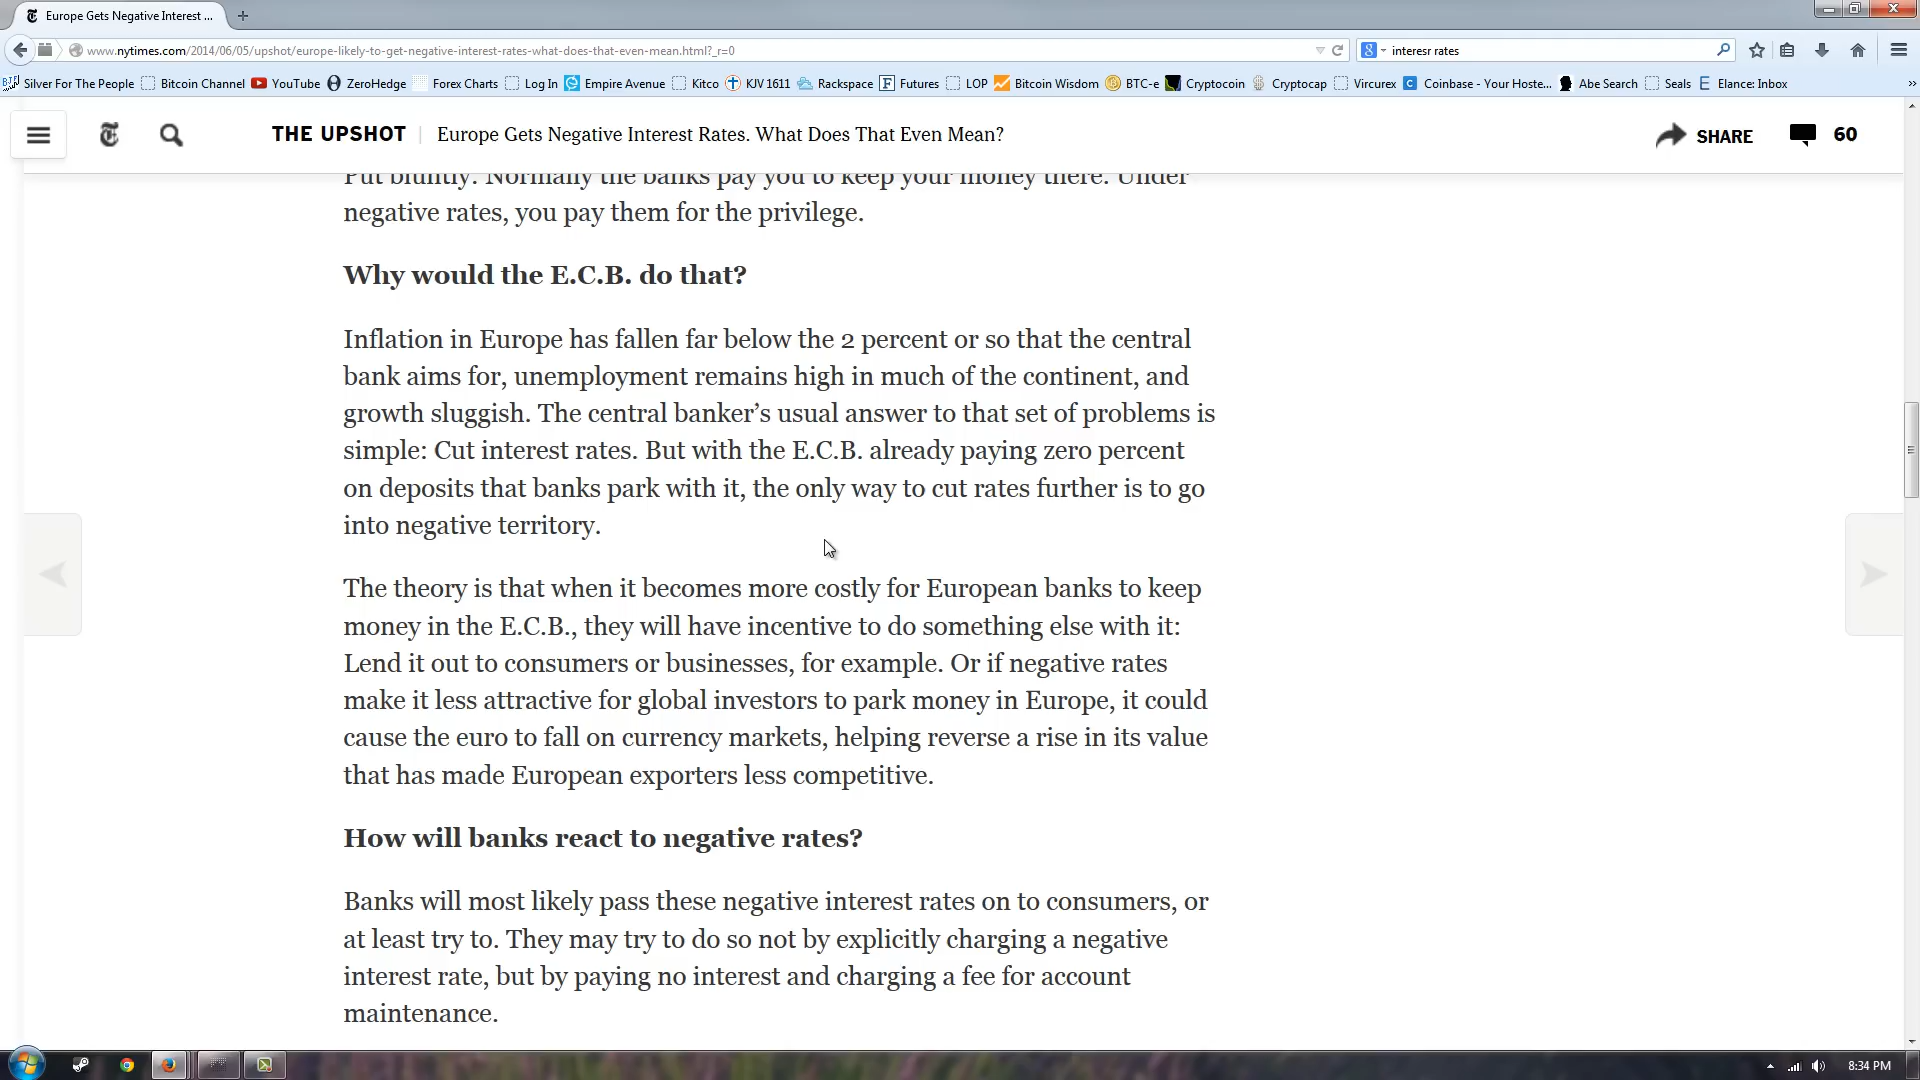 Europe Gets Negative Interest ...
www.nytimes.com/2014/06/05/upshot/europe-likely-to-get-negative-interest-rates-what-does-that-even-mean.html?_r=0
interesr rates
Silver For The People Bitcoin Channel YouTube ZeroHedge Forex Charts Log In Empire Avenue Kitco KJV 1611 Rackspace Futures LOP Bitcoin Wisdom BTC-e Cryptocoin Cryptocap Vircurex Coinbase - Your Hoste... Abe Search Seals Elance: Inbox
THE UPSHOT Europe Gets Negative Interest Rates. What Does That Even Mean? SHARE 60
Put bluntly: Normally the banks pay you to keep your money there. Under
negative rates, you pay them for the privilege.
Why would the E.C.B. do that?
Inflation in Europe has fallen far below the 2 percent or so that the central
bank aims for, unemployment remains high in much of the continent, and
growth sluggish. The central banker’s usual answer to that set of problems is
simple: Cut interest rates. But with the E.C.B. already paying zero percent
on deposits that banks park with it, the only way to cut rates further is to go
into negative territory.
The theory is that when it becomes more costly for European banks to keep
money in the E.C.B., they will have incentive to do something else with it:
Lend it out to consumers or businesses, for example. Or if negative rates
make it less attractive for global investors to park money in Europe, it could
cause the euro to fall on currency markets, helping reverse a rise in its value
that has made European exporters less competitive.
How will banks react to negative rates?
Banks will most likely pass these negative interest rates on to consumers, or
at least try to. They may try to do so not by explicitly charging a negative
interest rate, but by paying no interest and charging a fee for account
maintenance.
8:34 PM